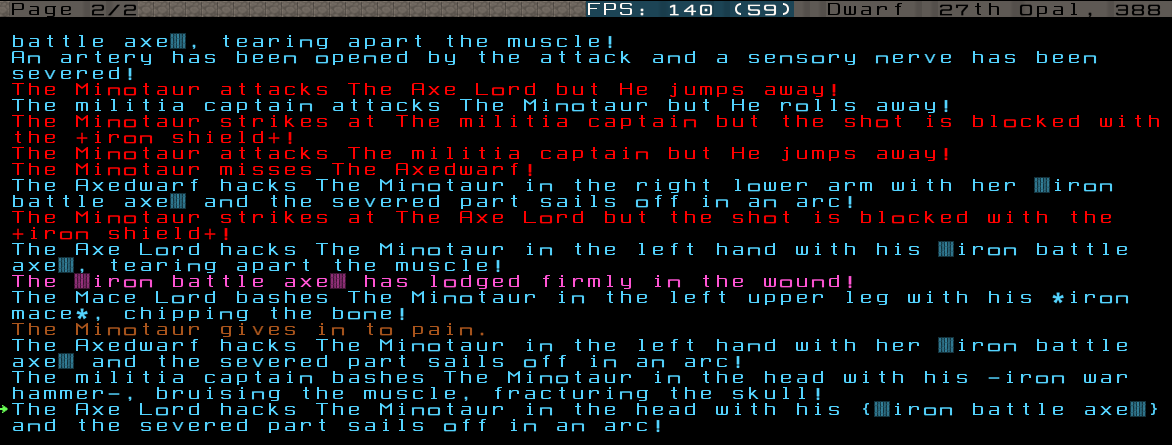 Page 2/2 FPS: 140 (59) Dwarf 27th Opal, 388
battle axe▒, tearing apart the muscle!
An artery has been opened by the attack and a sensory nerve has been
severed!
The Minotaur attacks The Axe Lord but He jumps away!
The militia captain attacks The Minotaur but He rolls away!
The Minotaur strikes at The militia captain but the shot is blocked with
the +iron shield+!
The Minotaur attacks The militia captain but He jumps away!
The Minotaur misses The Axedwarf!
The Axedwarf hacks The Minotaur in the right lower arm with her ▒iron
battle axe▒ and the severed part sails off in an arc!
The Minotaur strikes at The Axe Lord but the shot is blocked with the
+iron shield+!
The Axe Lord hacks The Minotaur in the left hand with his ▒iron battle
axe▒, tearing apart the muscle!
The ▒iron battle axe▒ has lodged firmly in the wound!
The Mace Lord bashes The Minotaur in the left upper leg with his *iron
mace*, chipping the bone!
The Minotaur gives in to pain.
The Axedwarf hacks The Minotaur in the left hand with her ▒iron battle
axe▒ and the severed part sails off in an arc!
The militia captain bashes The Minotaur in the head with his -iron war
hammer-, bruising the muscle, fracturing the skull!
The Axe Lord hacks The Minotaur in the head with his {▒iron battle axe▒}
and the severed part sails off in an arc!